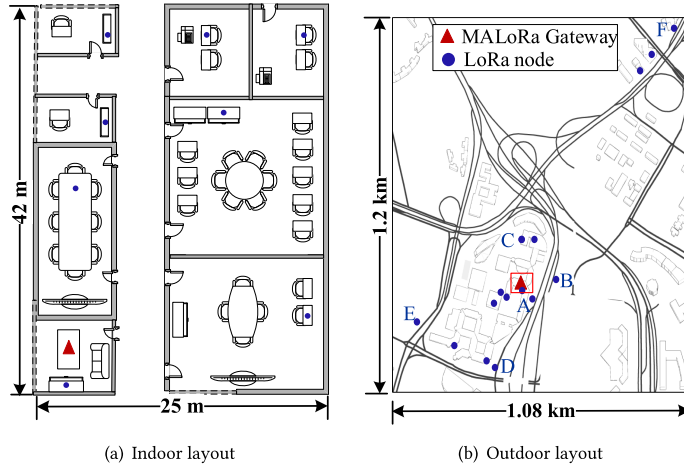 42 m
25 m
(a) Indoor layout
MALoRa Gateway
LoRa node
F
C
B
A
E
D
1.2 km
1.08 km
(b) Outdoor layout